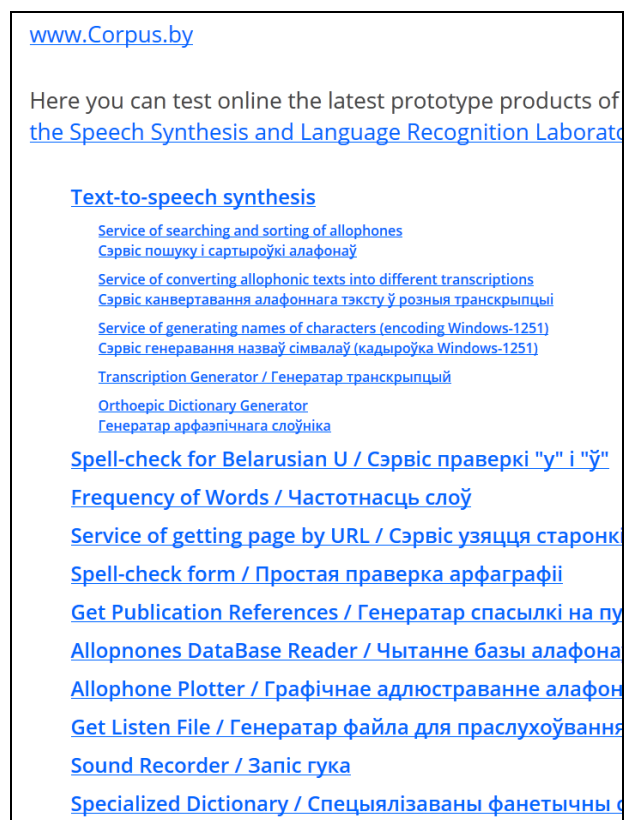 www.Corpus.by
Here you can test online the latest prototype products of
the Speech Synthesis and Language Recognition
Text-to-speech synthesis
Service of searching and sorting of allophones
Сэрвіс пошуку і сартыроўкі алафонаў
Service of converting allophonic texts into different transcriptions
Сэрвіс канвертавання алафоннага тэксту ў розныя транскрыпцыі
Service of generating names of characters (encoding Windows-1251)
Сэрвіс генеравання назваў сімвалаў (кадыроўка Windows-1251)
Transcription Generator / Генератар транскрыпцый
Orthoepic Dictionary Generator
Генератар арфаэпічнага слоўніка
Spell-check for Belarusian U / Сэрвіс праверкі "у" і "ў"
Frequency of Words / Частотнасць слоў
Service of getting page by URL / Сэрвіс узяцця старонкі
Spell-check form / Простая праверка арфаграфіі
Get Publication References / Генератар спасылкі на
Allopnones DataBase Reader / Чытанне базы
Allophone Plotter / Графічнае адлюстраванне
Get Listen File / Генератар файла для праслухоўвання
Sound Recorder / Запіс гука
Specialized Dictionary / Спецыялізаваны фанетычны